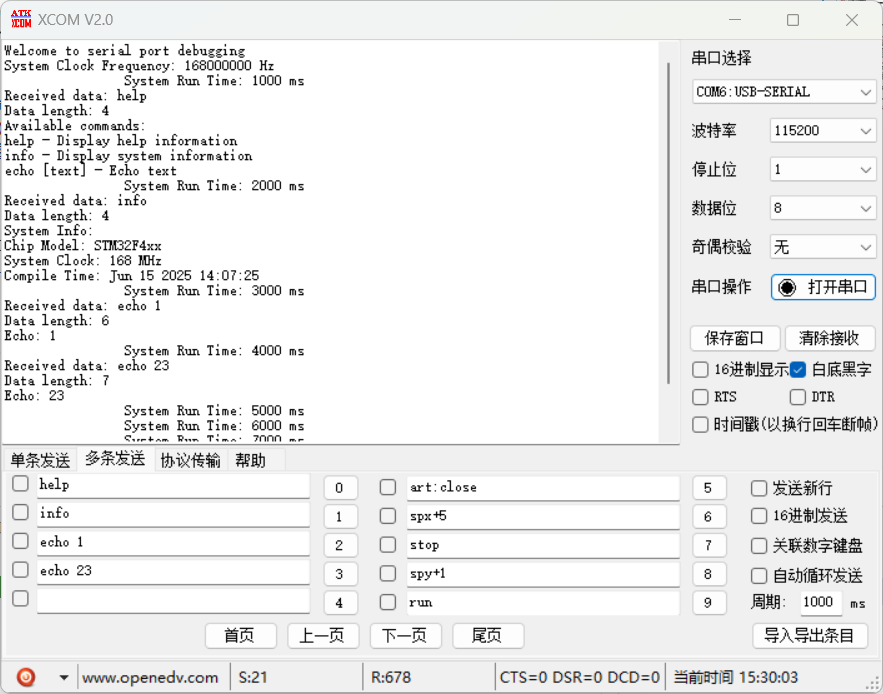 ATK
XCOM
XCOM V2.0
Welcome to serial port debugging
System Clock Frequency: 168000000 Hz
System Run Time: 1000 ms
Received data: help
Data length: 4
Available commands:
help - Display help information
info - Display system information
echo [text] - Echo text
System Run Time: 2000 ms
Received data: info
Data length: 4
System Info:
Chip Model: STM32F4xx
System Clock: 168 MHz
Compile Time: Jun 15 2025 14:07:25
System Run Time: 3000 ms
Received data: echo 1
Data length: 6
Echo: 1
System Run Time: 4000 ms
Received data: echo 23
Data length: 7
Echo: 23
System Run Time: 5000 ms
System Run Time: 6000 ms
System Run Time: 7000 ms
串口选择
COM6:USB-SERIAL
波特率 115200
停止位 1
数据位 8
奇偶校验 无
串口操作 打开串口
保存窗口 清除接收
16进制显示 白底黑字
RTS DTR
时间戳(以换行回车断帧)
单条发送 多条发送 协议传输 帮助
help 0 art:close 5 发送新行
info 1 spx+5 6 16进制发送
echo 1 2 stop 7 关联数字键盘
echo 23 3 spy+1 8 自动循环发送
4 run 9 周期: 1000 ms
首页 上一页 下一页 尾页 导入导出条目
www.openedv.com S:21 R:678 CTS=0 DSR=0 DCD=0 当前时间 15:30:03